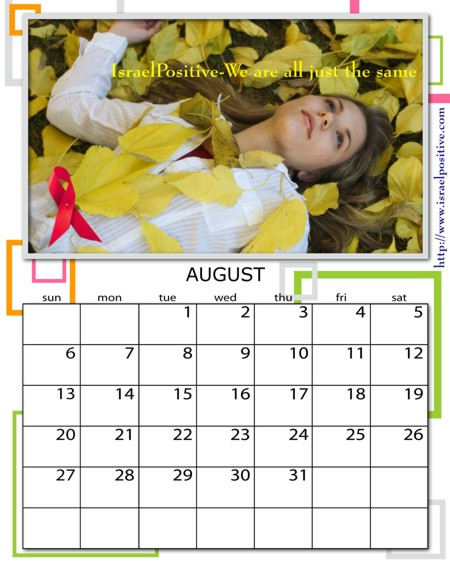 IsraelPositive-We are all just the same
http://www.israelpositive.com
AUGUST
sun mon tue wed thu fri sat
1 2 3 4 5
6 7 8 9 10 11 12
13 14 15 16 17 18 19
20 21 22 23 24 25 26
27 28 29 30 31